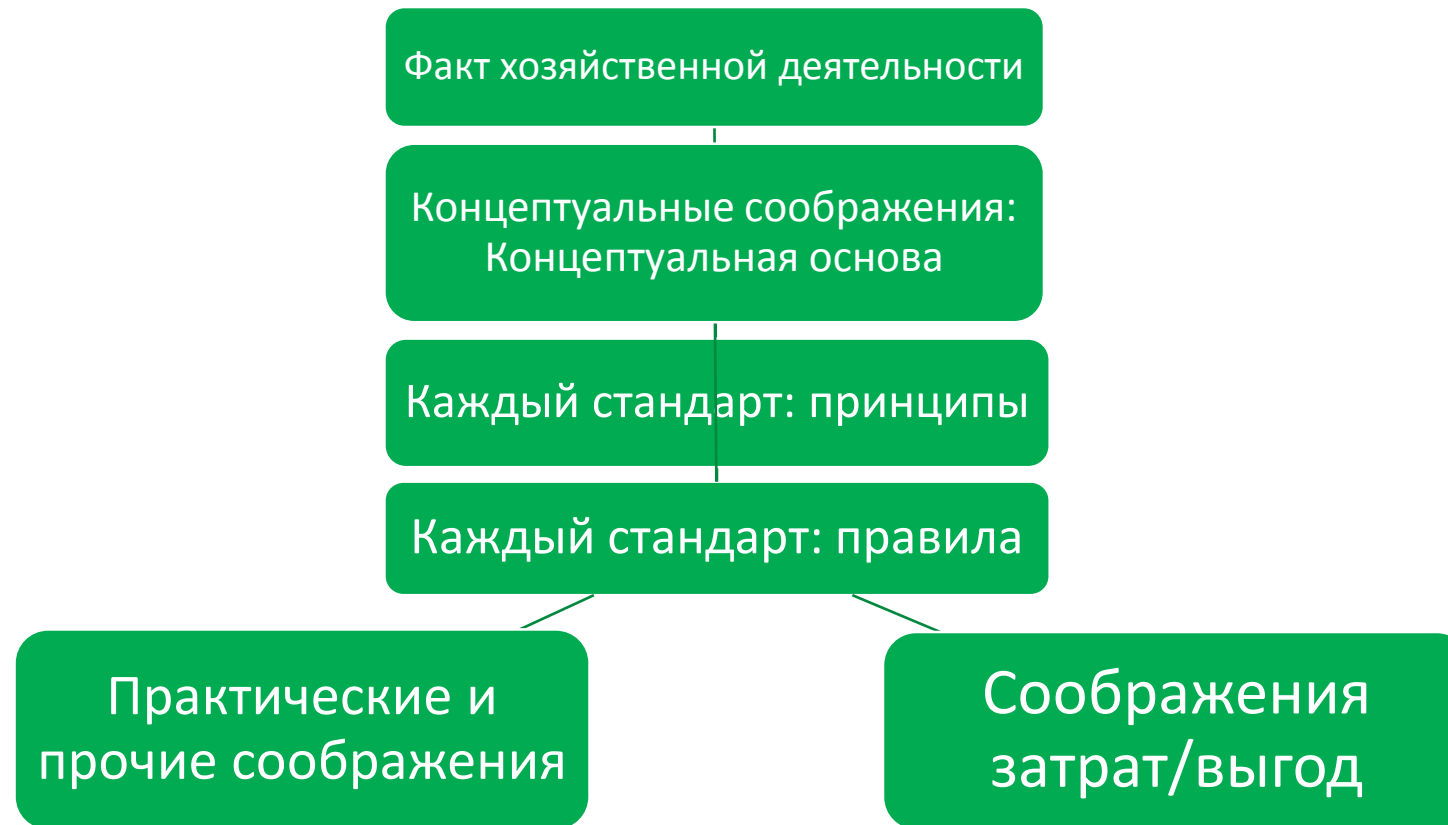 Факт хозяйственной деятельности
Концептуальные соображения:
Концептуальная основа
Каждый стандарт: принципы
Каждый стандарт: правила
Практические и
прочие соображения
Соображения
затрат/выгод